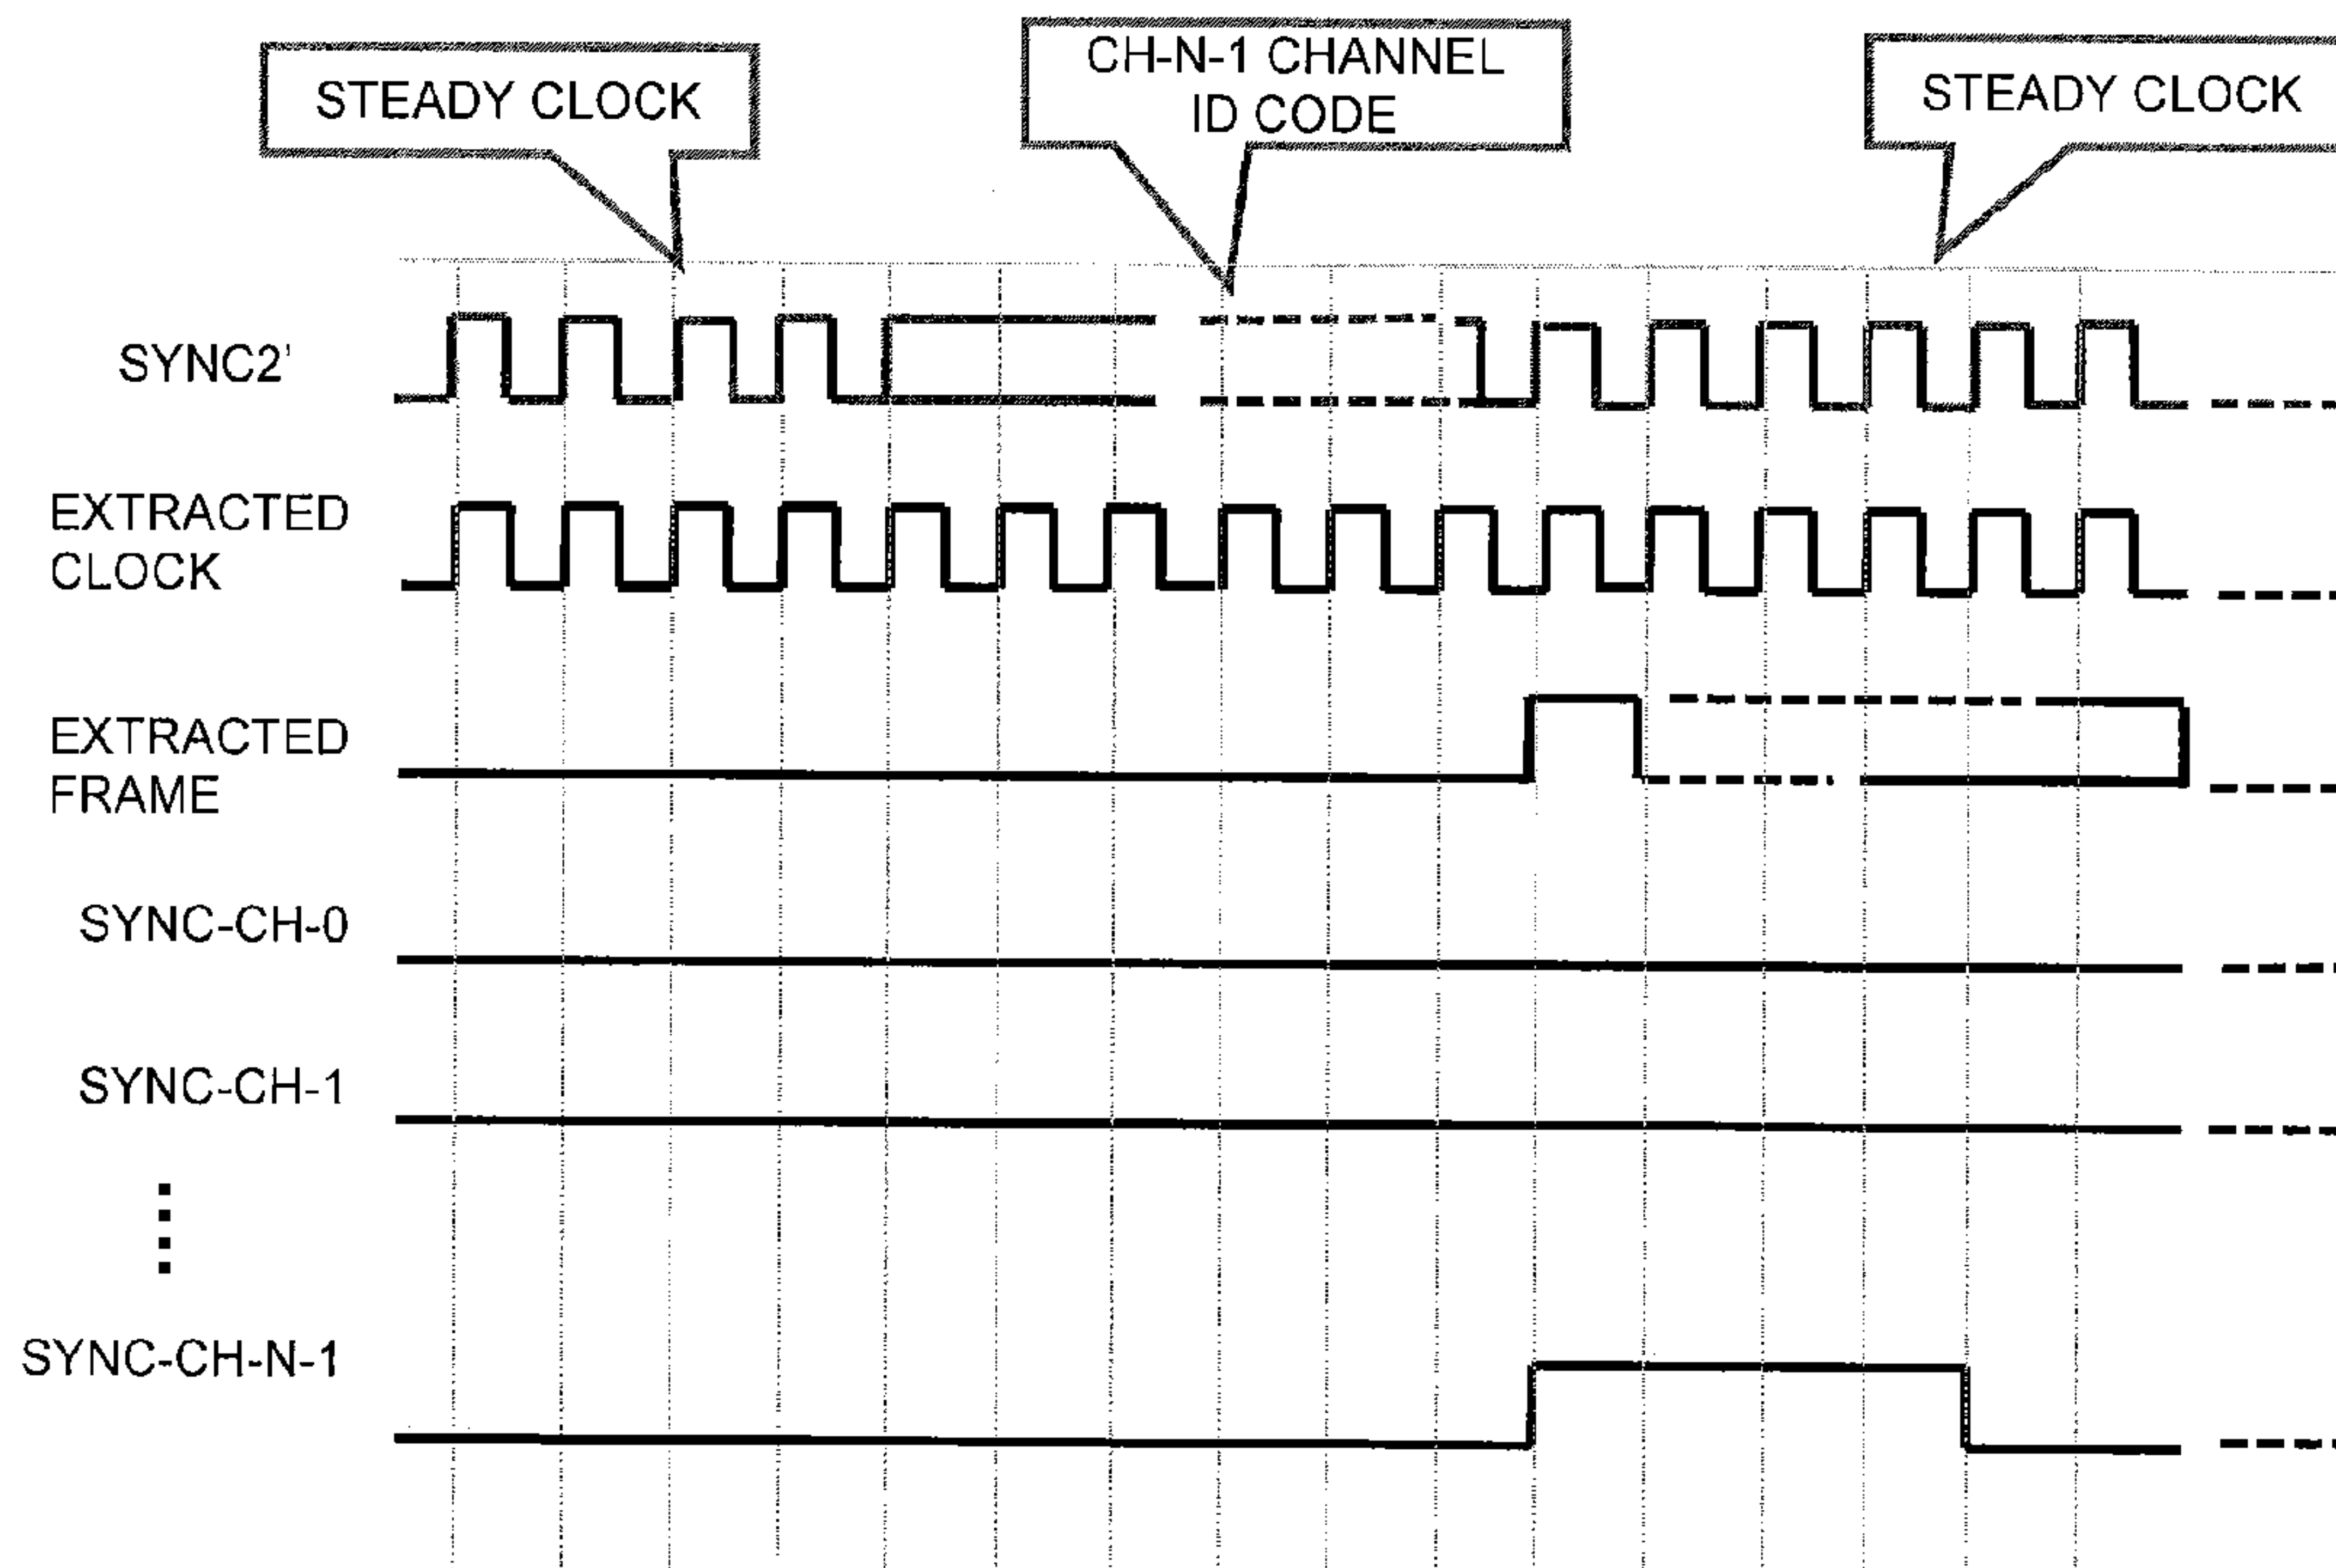 STEADY CLOCK
CH-N-1 CHANNEL
ID CODE
STEADY CLOCK
SYNC2'
EXTRACTED
CLOCK
EXTRACTED
FRAME
SYNC-CH-0
SYNC-CH-1
SYNC-CH-N-1